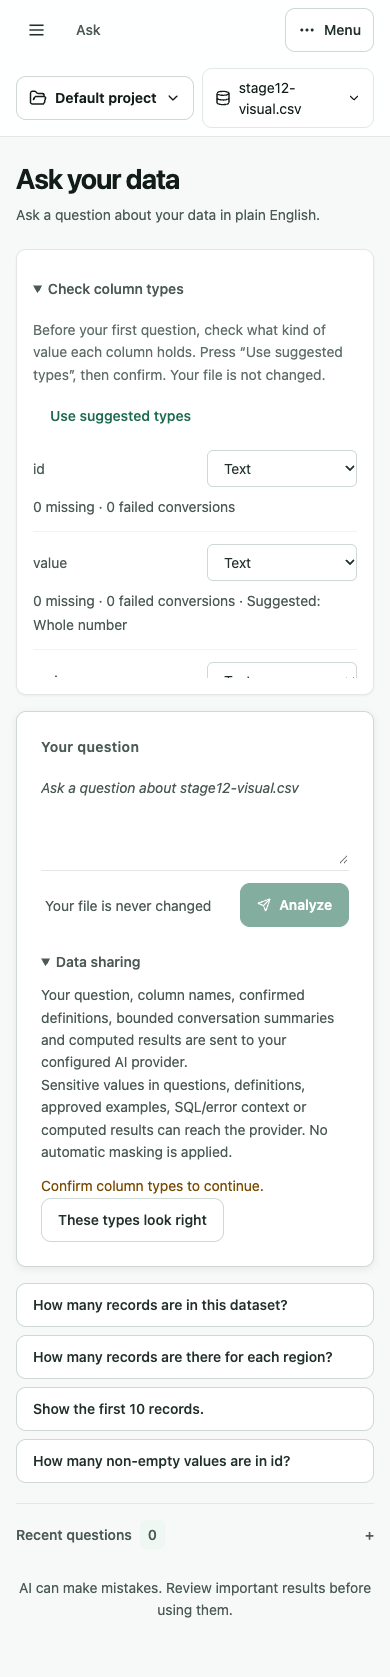 Ask
Menu
Default project
stage12-
visual.csv
Ask your data
Ask a question about your data in plain English.
Check column types
Before your first question, check what kind of
value each column holds. Press “Use suggested
types”, then confirm. Your file is not changed.
Use suggested types
id
Text
0 missing · 0 failed conversions
value
Text
0 missing · 0 failed conversions · Suggested:
Whole number
Your question
Ask a question about stage12-visual.csv
Your file is never changed
Analyze
Data sharing
Your question, column names, confirmed
definitions, bounded conversation summaries
and computed results are sent to your
configured AI provider.
Sensitive values in questions, definitions,
approved examples, SQL/error context or
computed results can reach the provider. No
automatic masking is applied.
Confirm column types to continue.
These types look right
How many records are in this dataset?
How many records are there for each region?
Show the first 10 records.
How many non-empty values are in id?
Recent questions 0
+
AI can make mistakes. Review important results before
using them.